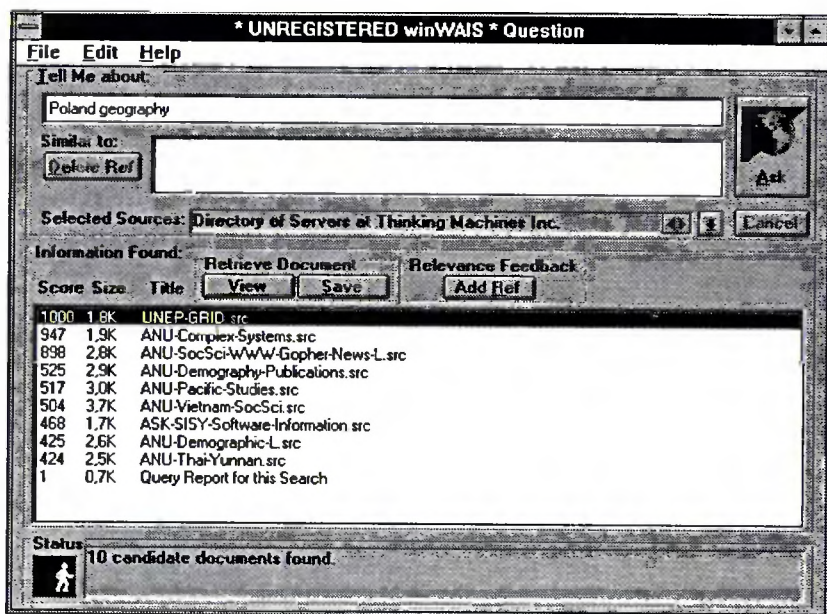 * UNREGISTERED winWAIS * Question
File Edit Help
Tell Me about:
Poland geography
Similar to:
Delete Ref
Ask
Selected Sources: Directory of Servers at Thinking Machines Inc.
Cancel
Information Found:
Retrieve Document Relevance Feedback
Score Size Title View Save Add Ref
1000 1,8K UNEP-GRID.src
947 1,9K ANU-Complex-Systems.src
898 2,8K ANU-SocSci-WWW-Gopher-News-L.src
525 2,9K ANU-Demography-Publications.src
517 3,0K ANU-Pacific-Studies.src
504 3,7K ANU-Vietnam-SocSci.src
468 1,7K ASK-SISY-Software-Information.src
425 2,6K ANU-Demographic-L.src
424 2,5K ANU-Thai-Yunnan.src
1 0,7K Query Report for this Search
Status
10 candidate documents found.